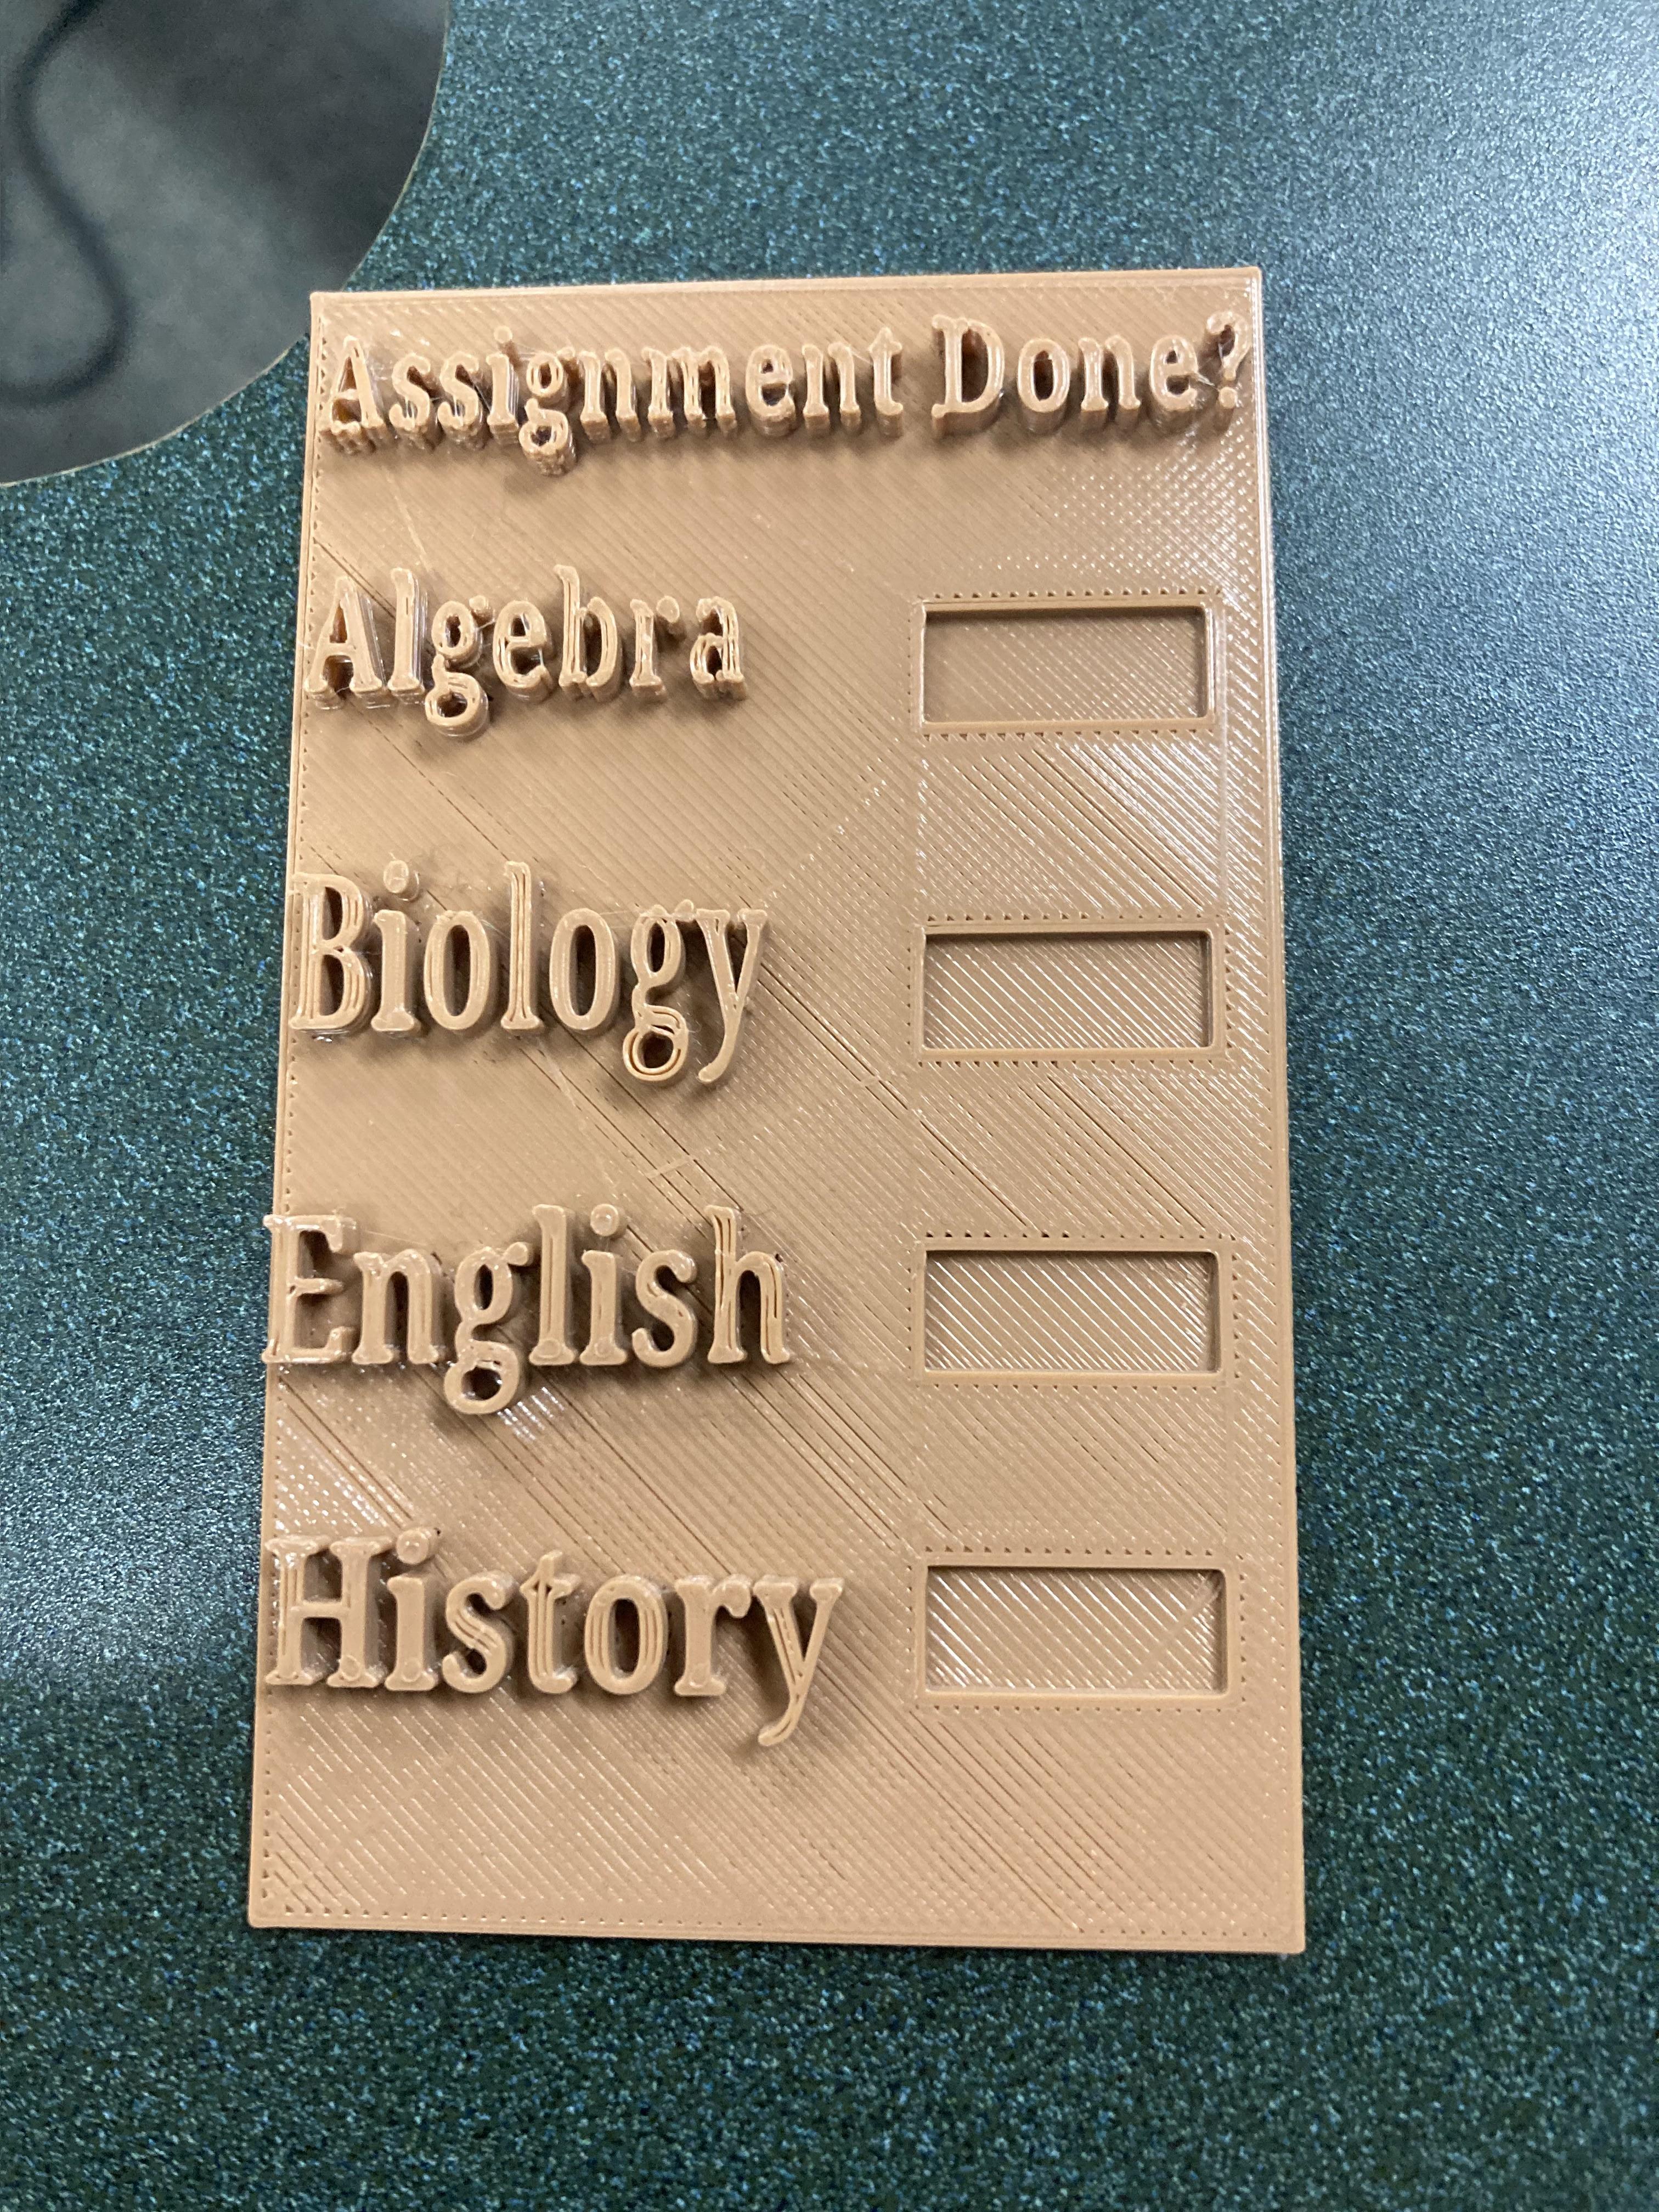 Assignment Done?
Algebra
Biology
English
History